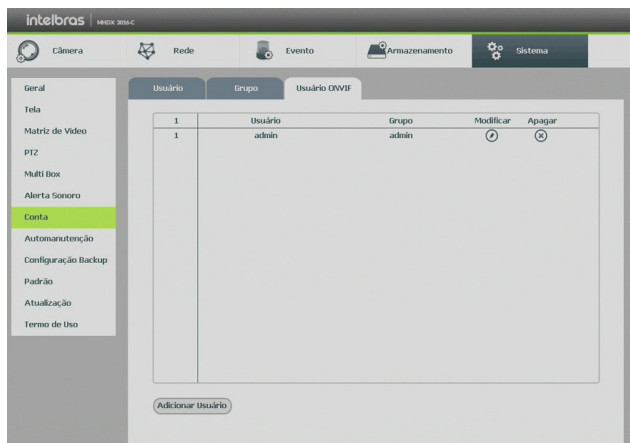 intelbras | MHDX 3016-C
Câmera
Rede
Evento
Armazenamento
Sistema
Geral
Tela
Matriz de Vídeo
PTZ
Multi Box
Alerta Sonoro
Conta
Automanutenção
Configuração Backup
Padrão
Atualização
Termo de Uso
Usuário
Grupo
Usuário ONVIF
1 Usuário Grupo Modificar Apagar
1 admin admin
Adicionar Usuário